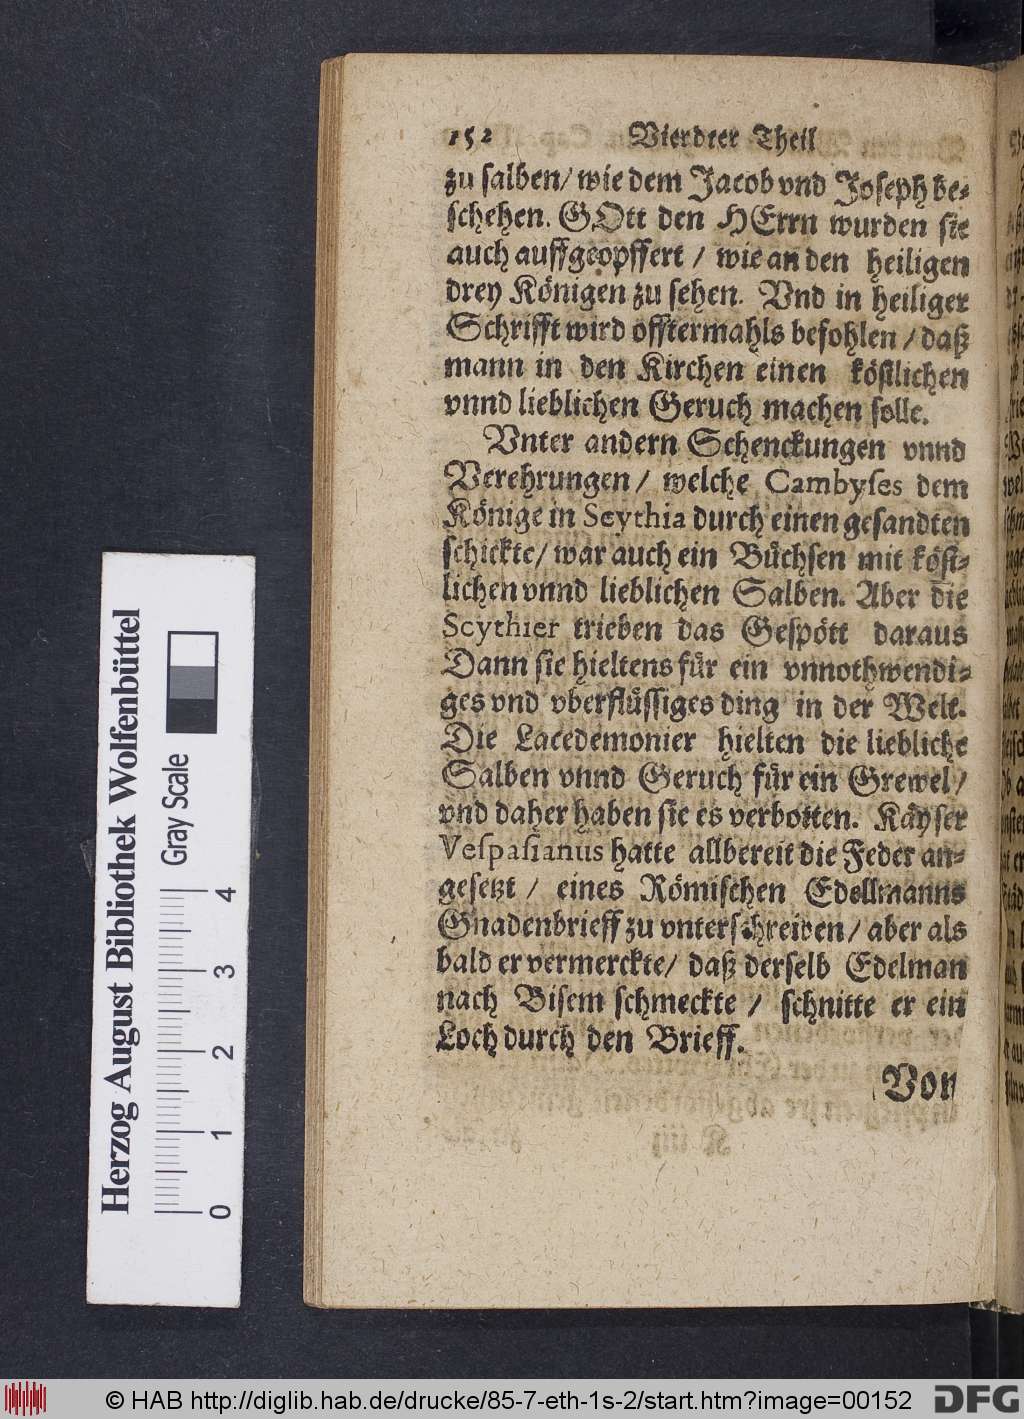 152 Vierdter Theil
zu salben/ wie dem Jacob vnd Joseph be-
schehen. GOtt den HErrn wurden sie
auch auffgeopffert / wie an den heiligen
drey Königen zu sehen. Vnd in heiliger
Schrifft wird offtermahls befohlen / daß
mann in den Kirchen einen köstlichen
vnnd lieblichen Geruch machen solle.
Vnter andern Schenckungen vnnd
Verehrungen / welche Cambyses dem
Könige in Scythia durch einen gesandten
schickte/ war auch ein Büchsen mit köst-
lichen vnnd lieblichen Salben. Aber die
Scythier trieben das Gespött daraus
Dann sie hieltens für ein vnnothwendi-
ges vnd vberflüssiges ding in der Welt.
Die Lacedemonier hielten die liebliche
Salben vnnd Geruch für ein Grewel /
vnd daher haben sie es verbotten. Kayser
Vespasianus hatte allbereit die Feder an-
gesetzt / eines Römischen Edellmanns
Gnadenbrieff zu vnterschreiben/ aber als
bald er vermerckte/ daß derselb Edelman
nach Bisem schmeckte / schnitte er ein
Loch durch den Brieff.
Von
Herzog August Bibliothek Wolfenbüttel
Gray Scale
0 1 2 3 4
© HAB http://diglib.hab.de/drucke/85-7-eth-1s-2/start.htm?image=00152
DFG